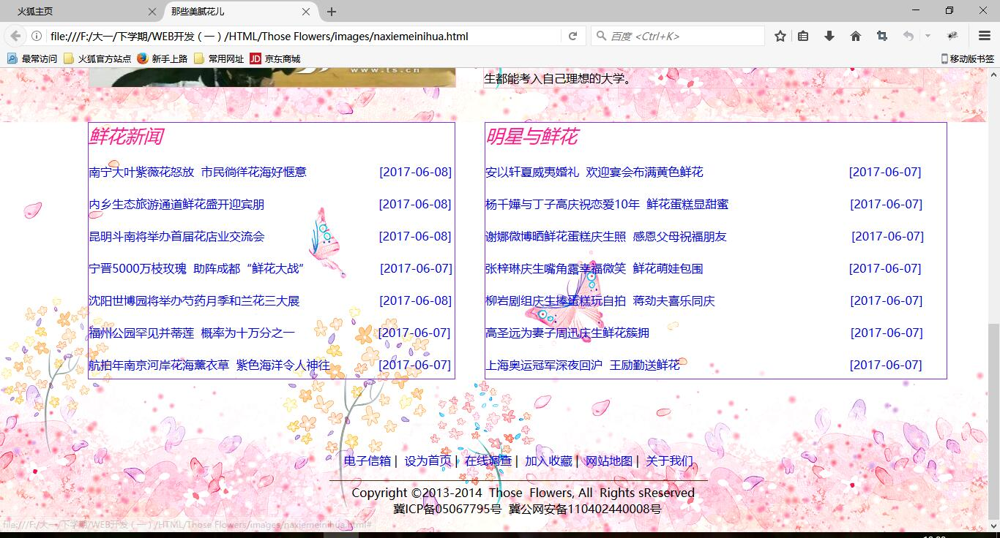 火狐主页
那些美腻花儿
file:///F:/大一/下学期/WEB开发（一）/HTML/Those Flowers/images/naxiemeinihua.html
百度 <Ctrl+K>
最常访问 火狐官方站点 新手上路 常用网址 JD 京东商城 移动版书签
www.ts.cn
生都能考入自己理想的大学。
鲜花新闻
南宁大叶紫薇花怒放 市民徜徉花海好惬意 [2017-06-08]
内乡生态旅游通道鲜花盛开迎宾朋 [2017-06-08]
昆明斗南将举办首届花店业交流会 [2017-06-08]
宁晋5000万枝玫瑰 助阵成都“鲜花大战” [2017-06-07]
沈阳世博园将举办芍药月季和兰花三大展 [2017-06-08]
福州公园罕见并蒂莲 概率为十万分之一 [2017-06-07]
航拍年南京河岸花海薰衣草 紫色海洋令人神往 [2017-06-07]
明星与鲜花
安以轩夏威夷婚礼 欢迎宴会布满黄色鲜花 [2017-06-07]
杨千嬅与丁子高庆祝恋爱10年 鲜花蛋糕显甜蜜 [2017-06-07]
谢娜微博晒鲜花蛋糕庆生照 感恩父母祝福朋友 [2017-06-07]
张梓琳庆生嘴角露幸福微笑 鲜花萌娃包围 [2017-06-07]
柳岩剧组庆生捧蛋糕玩自拍 蒋劲夫喜乐同庆 [2017-06-07]
高圣远为妻子周迅庆生鲜花簇拥 [2017-06-07]
上海奥运冠军深夜回沪 王励勤送鲜花 [2017-06-07]
电子信箱 | 设为首页 | 在线调查 | 加入收藏 | 网站地图 | 关于我们
Copyright ©2013-2014 Those Flowers, All Rights sReserved
冀ICP备05067795号 冀公网安备110402440008号
file:///F:/大一/下学期/WEB开发（一）/HTML/Those Flowers/images/naxiemeinihua.html#